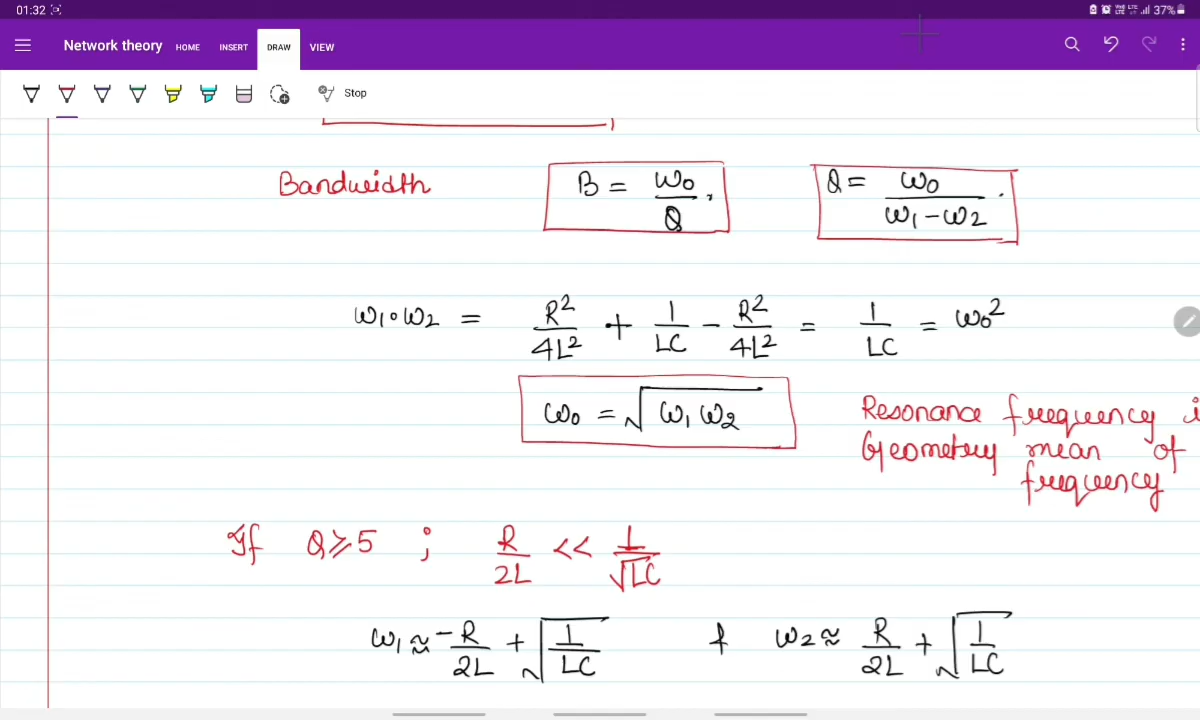 01:32
37%
Network theory HOME INSERT DRAW VIEW
Stop
Bandwidth B = ω₀/Q , Q = ω₀/(ω₁ − ω₂) .
ω₁ ∘ ω₂ = R²/4L² + 1/LC − R²/4L² = 1/LC = ω₀²
ω₀ = √(ω₁ ω₂)
Resonance frequency i
Geometry mean of
frequency
If Q ⩾ 5 ; R/2L << 1/√LC
ω₁ ≈ −R/2L + √(1/LC) & ω₂ ≈ R/2L + √(1/LC)